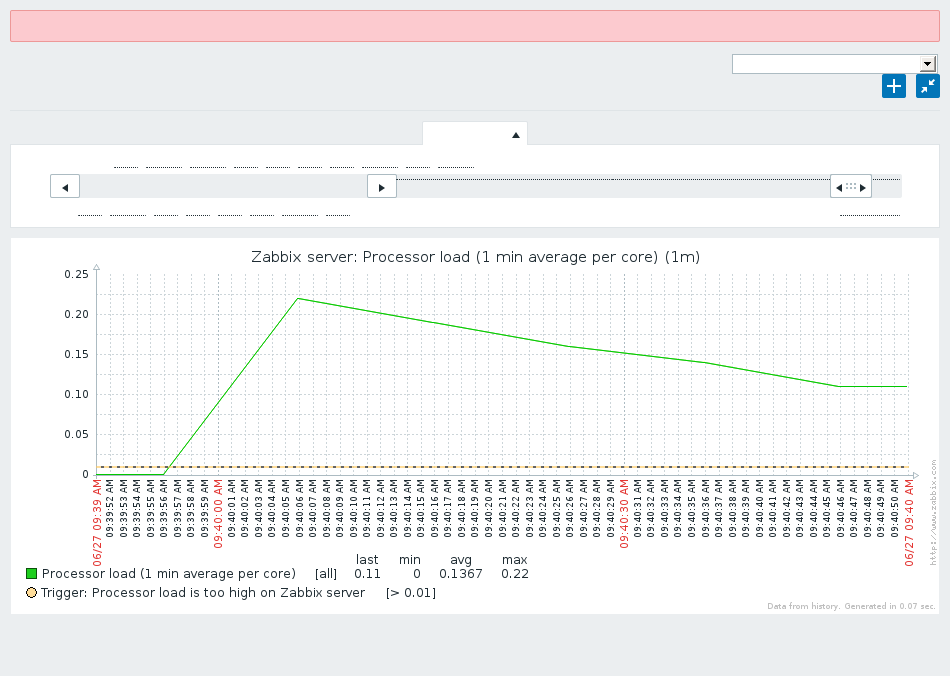 Zabbix server: Processor load (1 min average per core) (1m)
0.25
0.20
0.15
0.10
0.05
0
06/27 09:39 AM
09:39:52 AM
09:39:53 AM
09:39:54 AM
09:39:55 AM
09:39:56 AM
09:39:57 AM
09:39:58 AM
09:39:59 AM
09:40:00 AM
09:40:01 AM
09:40:02 AM
09:40:03 AM
09:40:04 AM
09:40:05 AM
09:40:06 AM
09:40:07 AM
09:40:08 AM
09:40:09 AM
09:40:10 AM
09:40:11 AM
09:40:12 AM
09:40:13 AM
09:40:14 AM
09:40:15 AM
09:40:16 AM
09:40:17 AM
09:40:18 AM
09:40:19 AM
09:40:20 AM
09:40:21 AM
09:40:22 AM
09:40:23 AM
09:40:24 AM
09:40:25 AM
09:40:26 AM
09:40:27 AM
09:40:28 AM
09:40:29 AM
09:40:30 AM
09:40:31 AM
09:40:32 AM
09:40:33 AM
09:40:34 AM
09:40:35 AM
09:40:36 AM
09:40:37 AM
09:40:38 AM
09:40:39 AM
09:40:40 AM
09:40:41 AM
09:40:42 AM
09:40:43 AM
09:40:44 AM
09:40:45 AM
09:40:46 AM
09:40:47 AM
09:40:48 AM
09:40:49 AM
09:40:50 AM
06/27 09:40 AM
http://www.zabbix.com
last min avg max
Processor load (1 min average per core) [all] 0.11 0 0.1367 0.22
Trigger: Processor load is too high on Zabbix server [> 0.01]
Data from history. Generated in 0.07 sec.